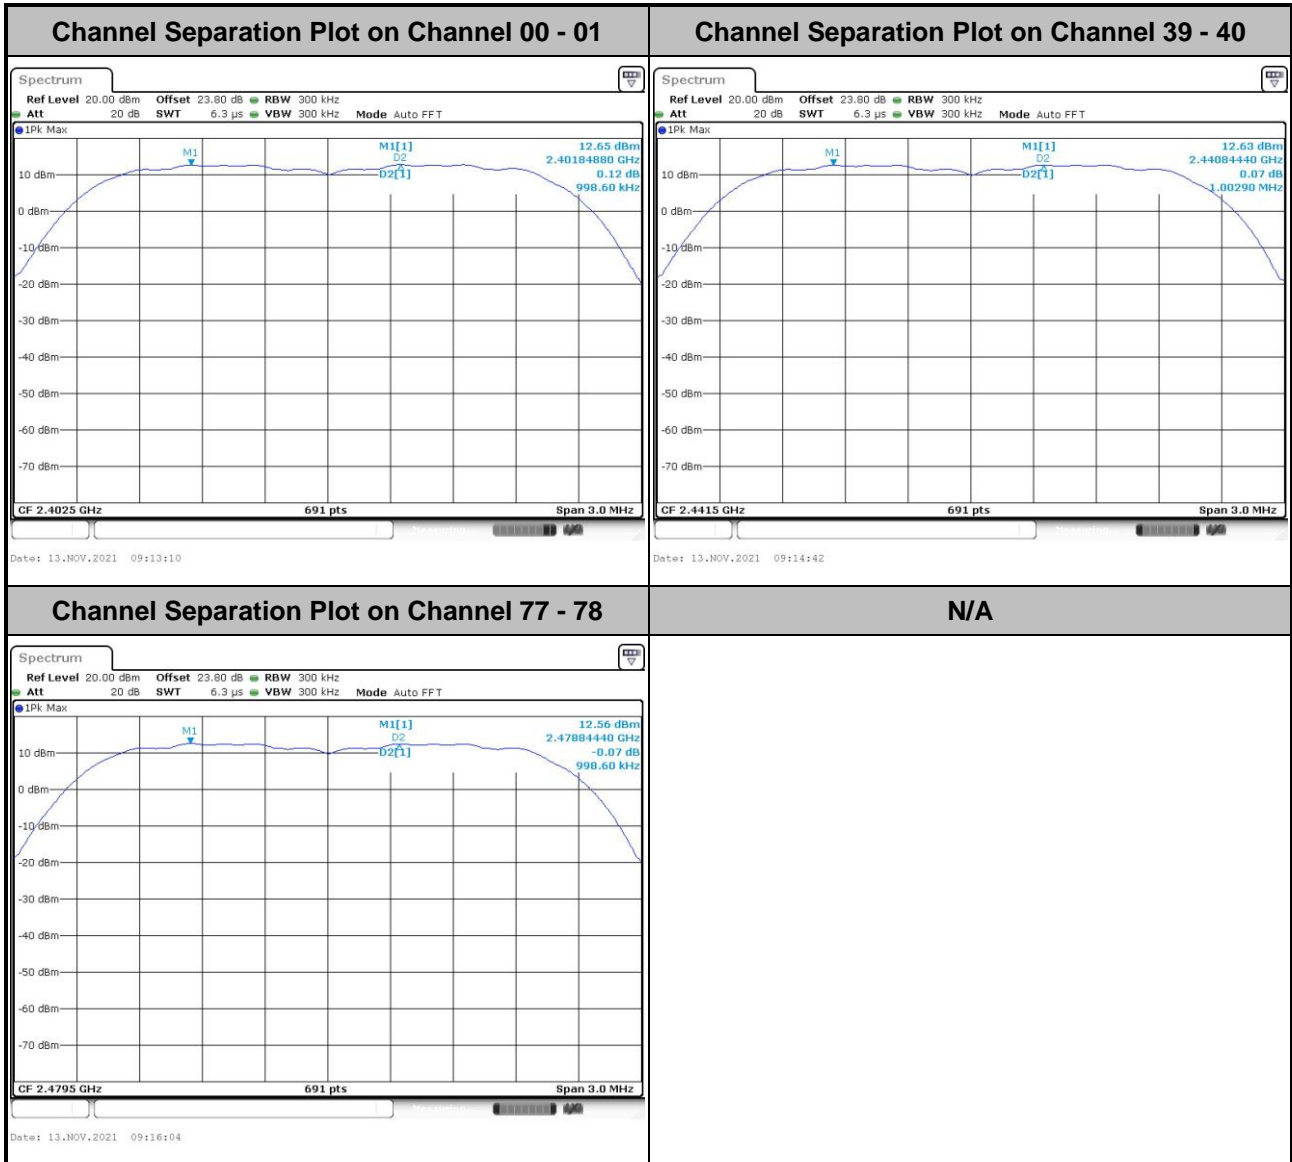 Channel Separation Plot on Channel 00 - 01
Channel Separation Plot on Channel 39 - 40
Spectrum
Ref Level 20.00 dBm Offset 23.80 dB RBW 300 kHz
Att 20 dB SWT 6.3 µs VBW 300 kHz Mode Auto FFT
1Pk Max
M1[1] 12.65 dBm
2.40184880 GHz
D2[1] 0.12 dB
998.60 kHz
M1
D2
10 dBm
0 dBm
-10 dBm
-20 dBm
-30 dBm
-40 dBm
-50 dBm
-60 dBm
-70 dBm
CF 2.4025 GHz 691 pts Span 3.0 MHz
Date: 13.NOV.2021 09:13:10
Spectrum
Ref Level 20.00 dBm Offset 23.80 dB RBW 300 kHz
Att 20 dB SWT 6.3 µs VBW 300 kHz Mode Auto FFT
1Pk Max
M1[1] 12.63 dBm
2.44084440 GHz
D2[1] 0.07 dB
1.00290 MHz
M1
D2
10 dBm
0 dBm
-10 dBm
-20 dBm
-30 dBm
-40 dBm
-50 dBm
-60 dBm
-70 dBm
CF 2.4415 GHz 691 pts Span 3.0 MHz
Date: 13.NOV.2021 09:14:42
Channel Separation Plot on Channel 77 - 78
N/A
Spectrum
Ref Level 20.00 dBm Offset 23.80 dB RBW 300 kHz
Att 20 dB SWT 6.3 µs VBW 300 kHz Mode Auto FFT
1Pk Max
M1[1] 12.56 dBm
2.47884440 GHz
D2[1] -0.07 dB
998.60 kHz
M1
D2
10 dBm
0 dBm
-10 dBm
-20 dBm
-30 dBm
-40 dBm
-50 dBm
-60 dBm
-70 dBm
CF 2.4795 GHz 691 pts Span 3.0 MHz
Date: 13.NOV.2021 09:16:04